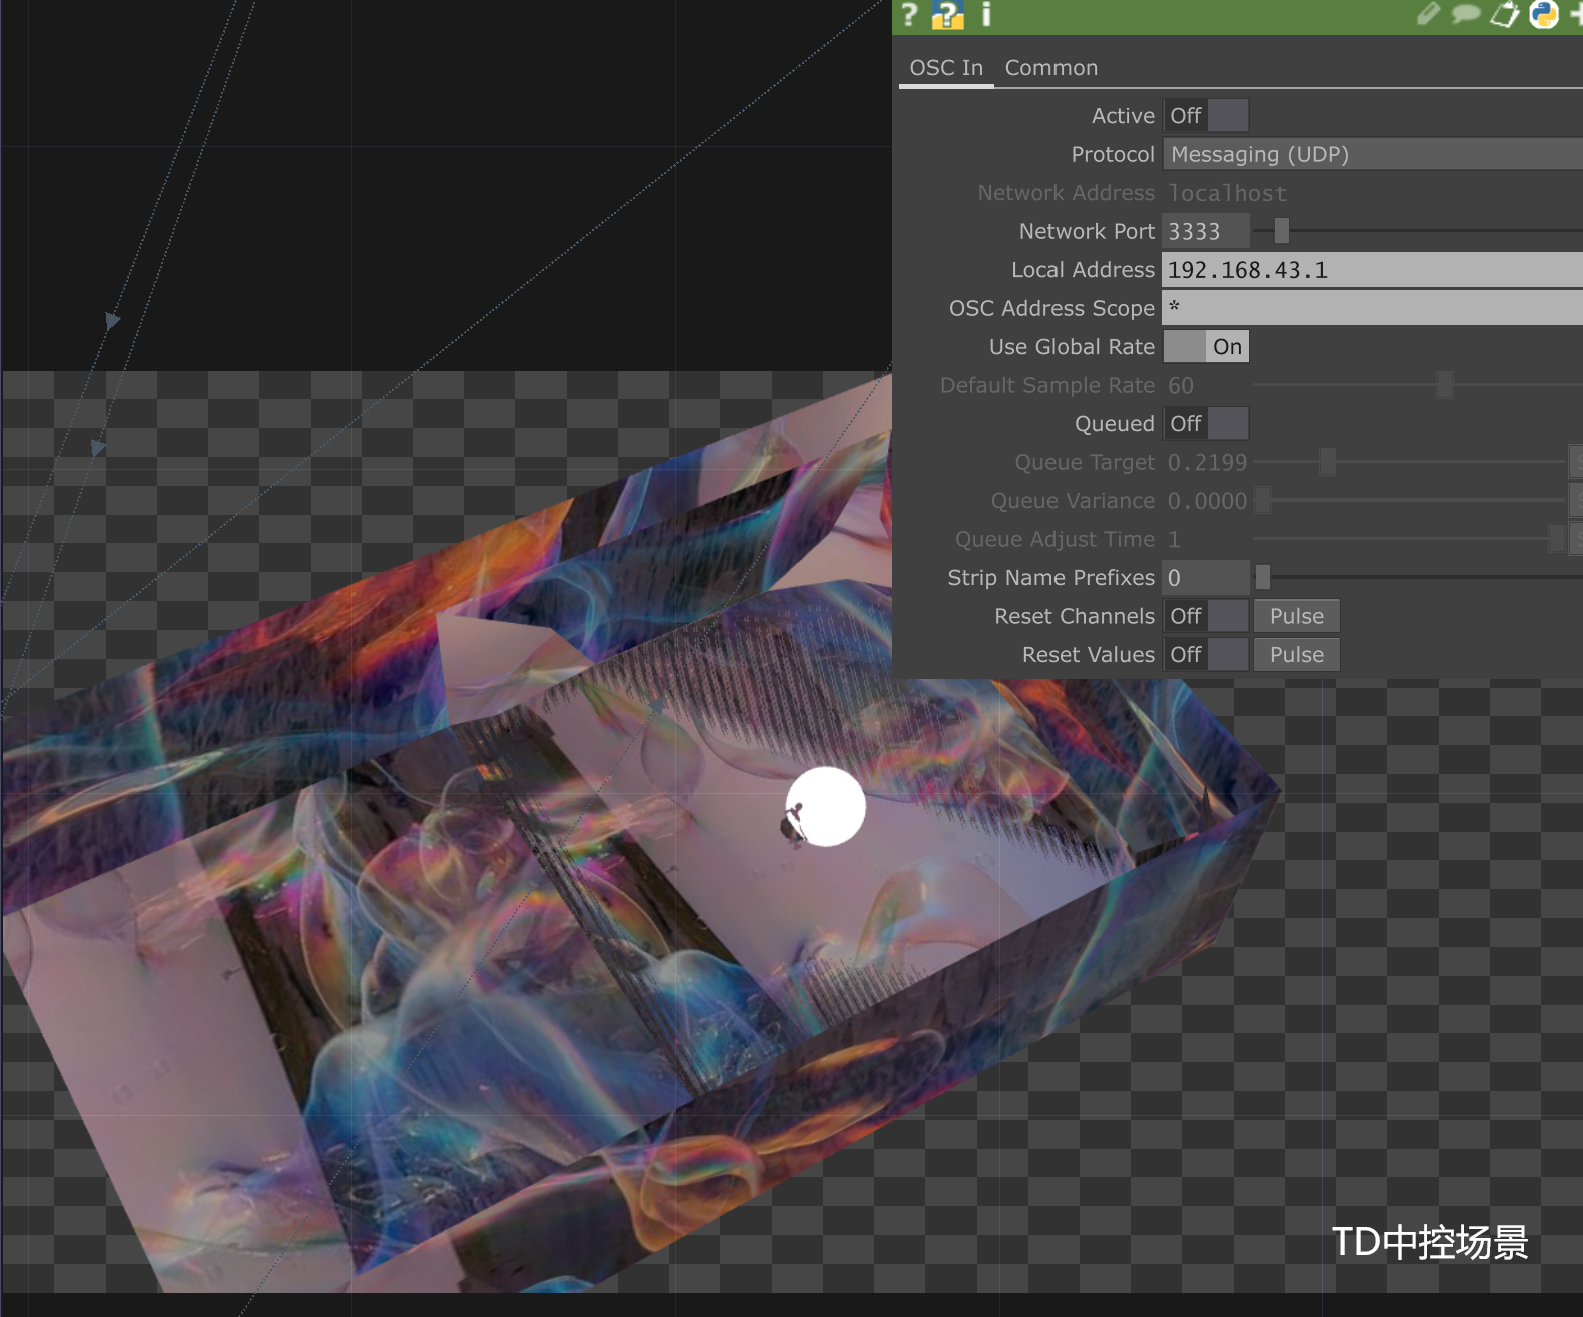 OSC In Common
Active Off
Protocol Messaging (UDP)
Network Address localhost
Network Port 3333
Local Address 192.168.43.1
OSC Address Scope *
Use Global Rate On
Default Sample Rate 60
Queued Off
Queue Target 0.2199
Queue Variance 0.0000
Queue Adjust Time 1
Strip Name Prefixes 0
Reset Channels Off Pulse
Reset Values Off Pulse
TD中控场景